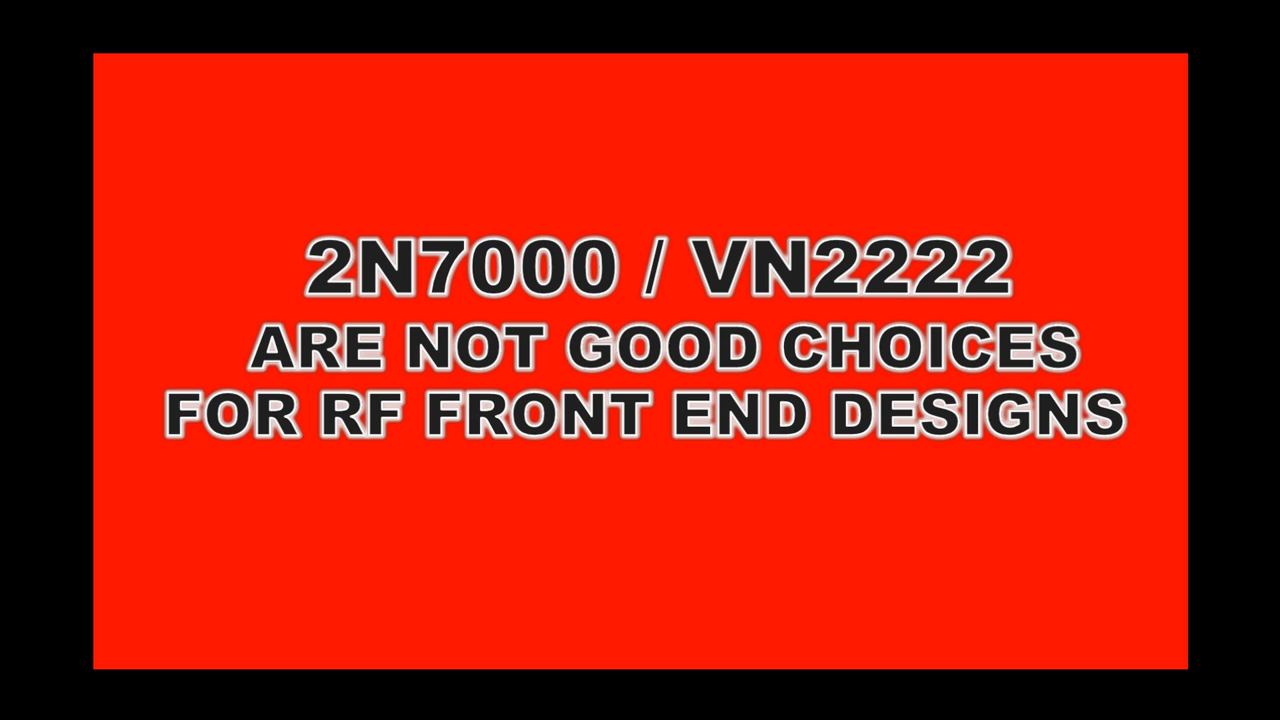 2N7000 / VN2222
ARE NOT GOOD CHOICES
FOR RF FRONT END DESIGNS